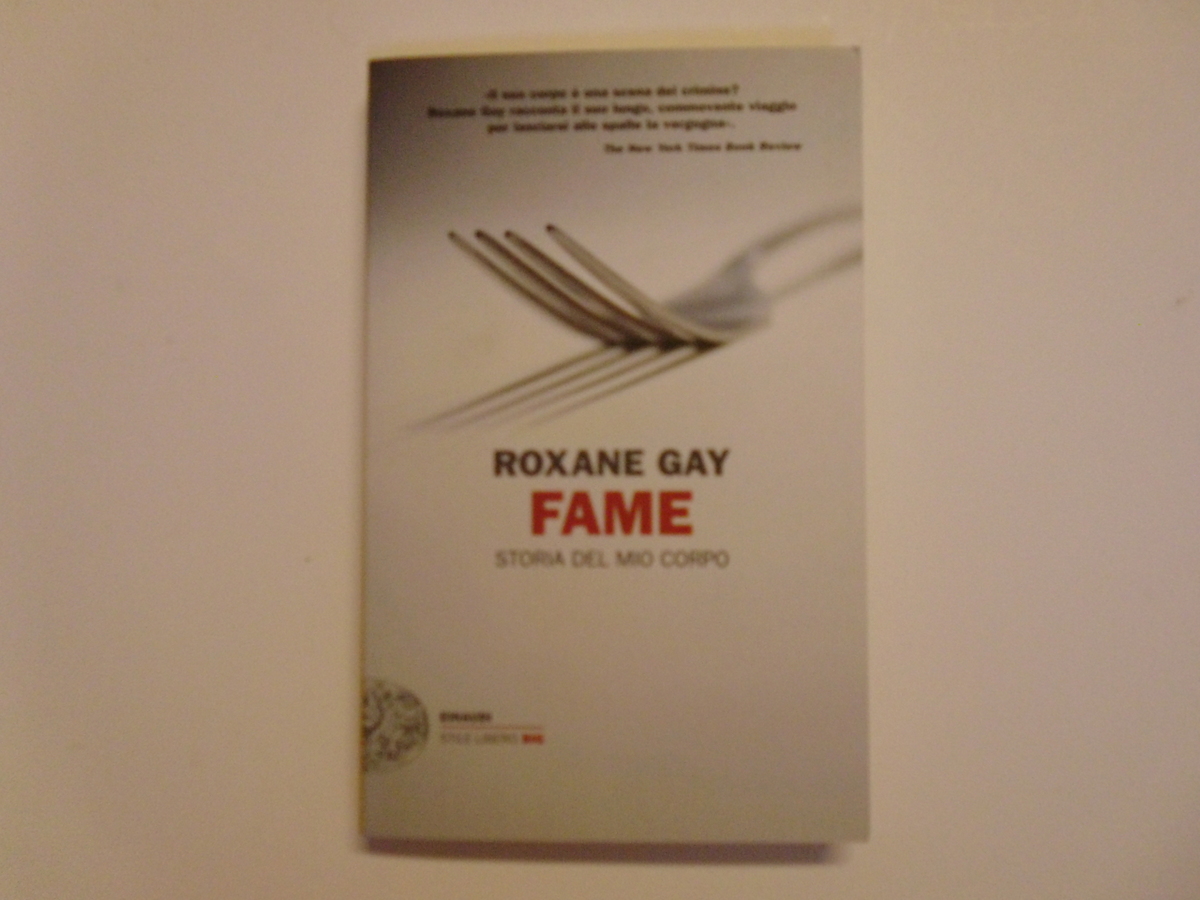 «Il suo corpo è una scena del crimine?
Roxane Gay racconta il suo lungo, commovente viaggio
per lasciarsi alle spalle la vergogna».
The New York Times Book Review
ROXANE GAY
FAME
STORIA DEL MIO CORPO
EINAUDI
STILE LIBERO BIG